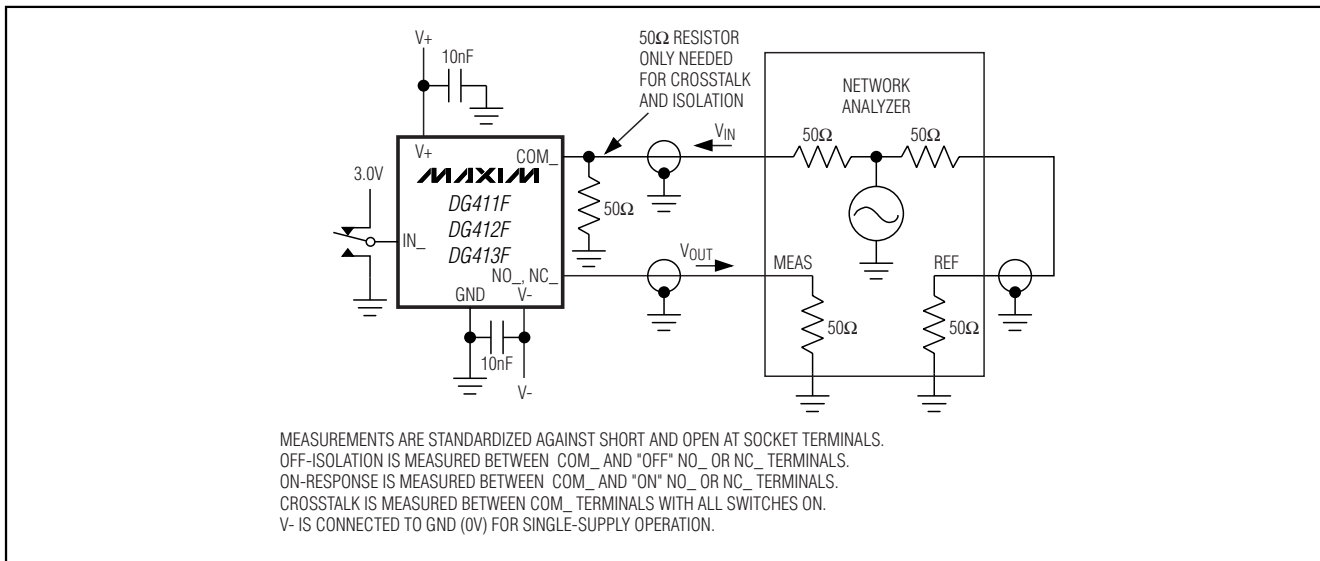 V+
10nF
50Ω RESISTOR
ONLY NEEDED
FOR CROSSTALK
AND ISOLATION
NETWORK
ANALYZER
VIN
50Ω
50Ω
V+
COM_
MAXIM
3.0V
DG411F
DG412F
DG413F
50Ω
IN_
NO_, NC_
VOUT
MEAS
REF
GND
V-
50Ω
50Ω
10nF
V-
MEASUREMENTS ARE STANDARDIZED AGAINST SHORT AND OPEN AT SOCKET TERMINALS.
OFF-ISOLATION IS MEASURED BETWEEN COM_ AND "OFF" NO_ OR NC_ TERMINALS.
ON-RESPONSE IS MEASURED BETWEEN COM_ AND "ON" NO_ OR NC_ TERMINALS.
CROSSTALK IS MEASURED BETWEEN COM_ TERMINALS WITH ALL SWITCHES ON.
V- IS CONNECTED TO GND (0V) FOR SINGLE-SUPPLY OPERATION.